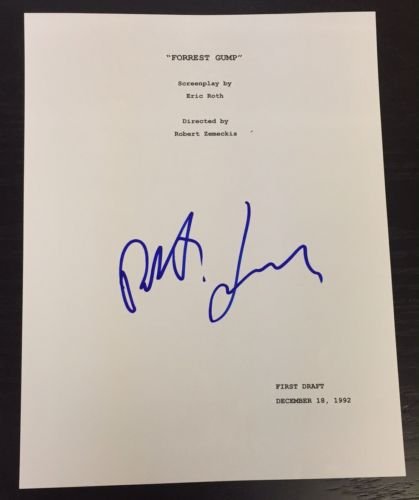 "FORREST GUMP"
Screenplay by
Eric Roth
Directed by
Robert Zemeckis
FIRST DRAFT
DECEMBER 18, 1992